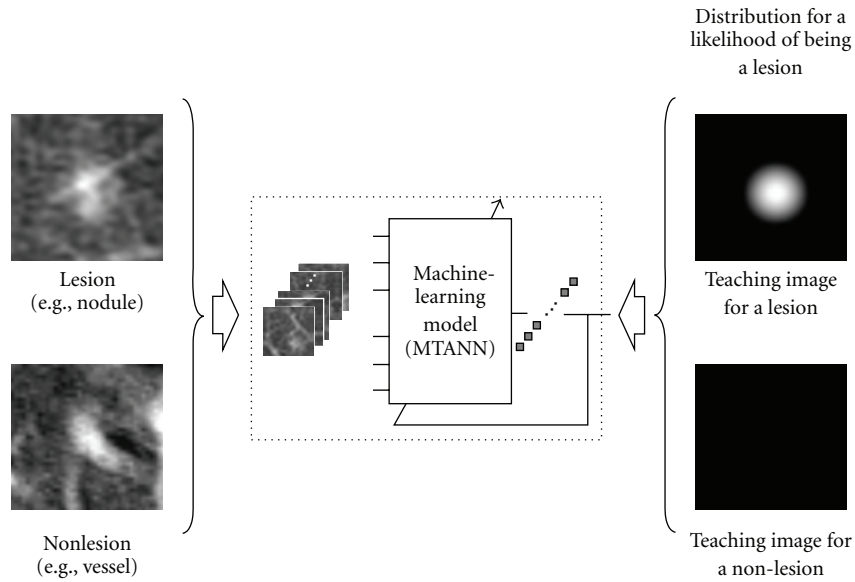 Distribution for a
likelihood of being
a lesion
Lesion
(e.g., nodule)
Machine-
learning
model
(MTANN)
Teaching image
for a lesion
Nonlesion
(e.g., vessel)
Teaching image for
a non-lesion